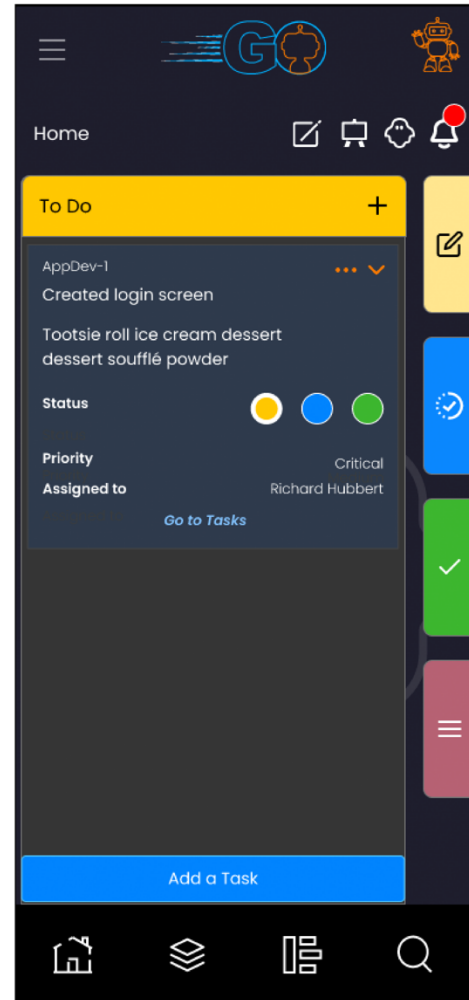 GO
Home
To Do
AppDev-1
Created login screen
Tootsie roll ice cream dessert
dessert soufflé powder
Status
Priority Critical
Assigned to Richard Hubbert
Go to Tasks
Add a Task